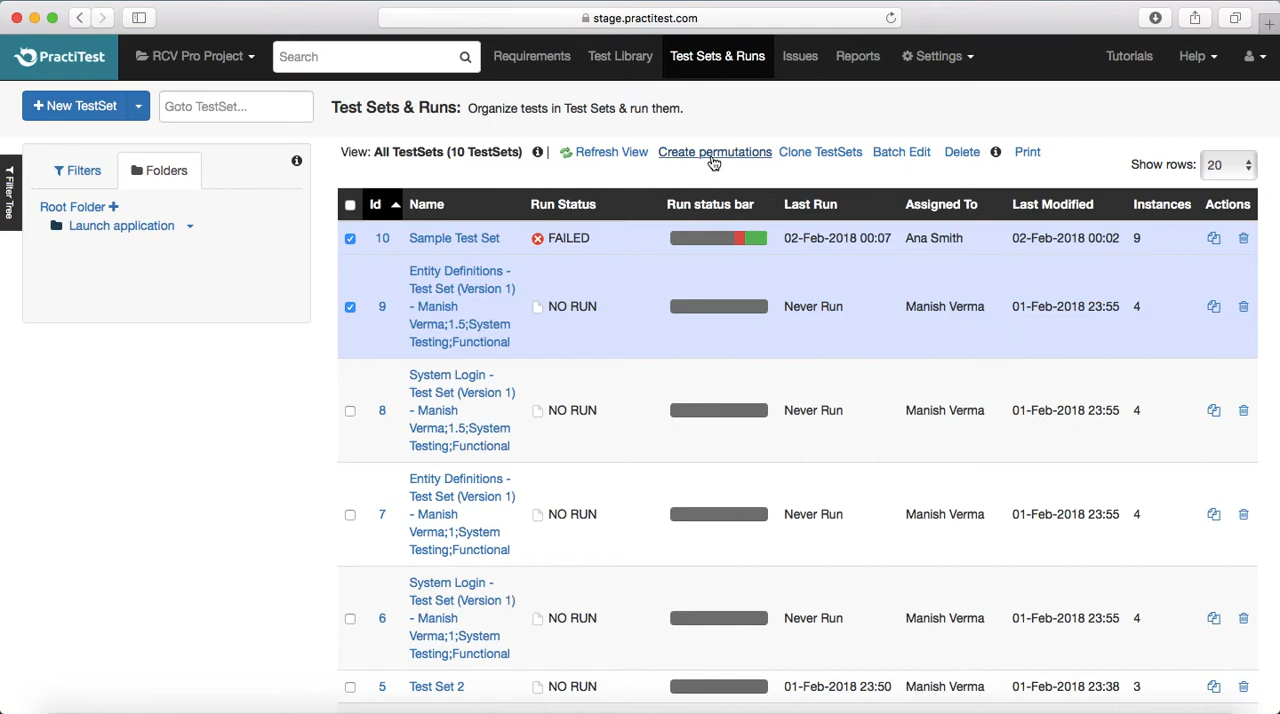 stage.practitest.com
PractiTest
RCV Pro Project
Search
Requirements
Test Library
Test Sets & Runs
Issues
Reports
Settings
Tutorials
Help
+ New TestSet
Goto TestSet...
Test Sets & Runs: Organize tests in Test Sets & run them.
Filter Tree
Filters
Folders
Root Folder
Launch application
View: All TestSets (10 TestSets)
Refresh View
Create permutations
Clone TestSets
Batch Edit
Delete
Print
Show rows: 20
Id Name Run Status Run status bar Last Run Assigned To Last Modified Instances Actions
10 Sample Test Set FAILED 02-Feb-2018 00:07 Ana Smith 02-Feb-2018 00:02 9
Entity Definitions -
Test Set (Version 1)
9 - Manish NO RUN Never Run Manish Verma 01-Feb-2018 23:55 4
Verma;1.5;System
Testing;Functional
System Login -
Test Set (Version 1)
8 - Manish NO RUN Never Run Manish Verma 01-Feb-2018 23:55 4
Verma;1.5;System
Testing;Functional
Entity Definitions -
Test Set (Version 1)
7 - Manish NO RUN Never Run Manish Verma 01-Feb-2018 23:55 4
Verma;1;System
Testing;Functional
System Login -
Test Set (Version 1)
6 - Manish NO RUN Never Run Manish Verma 01-Feb-2018 23:55 4
Verma;1;System
Testing;Functional
5 Test Set 2 NO RUN 01-Feb-2018 23:50 Manish Verma 01-Feb-2018 23:38 3